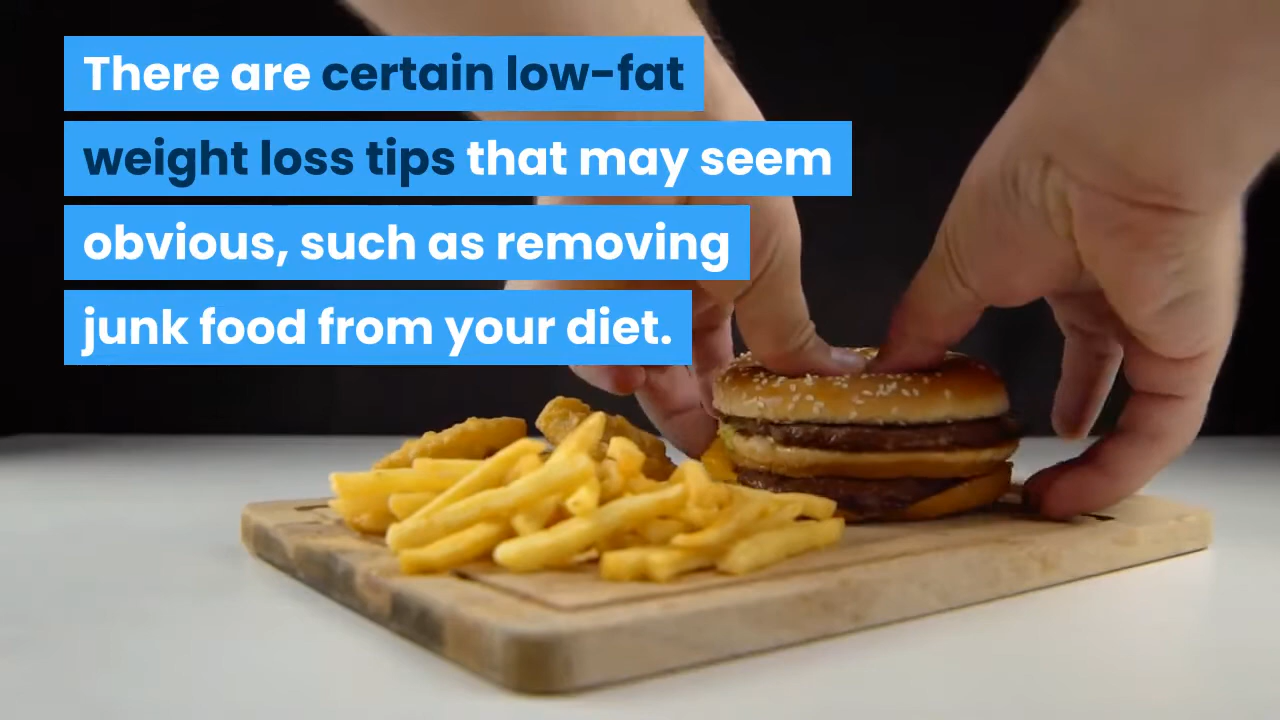 There are certain low-fat
weight loss tips that may seem
obvious, such as removing
junk food from your diet.